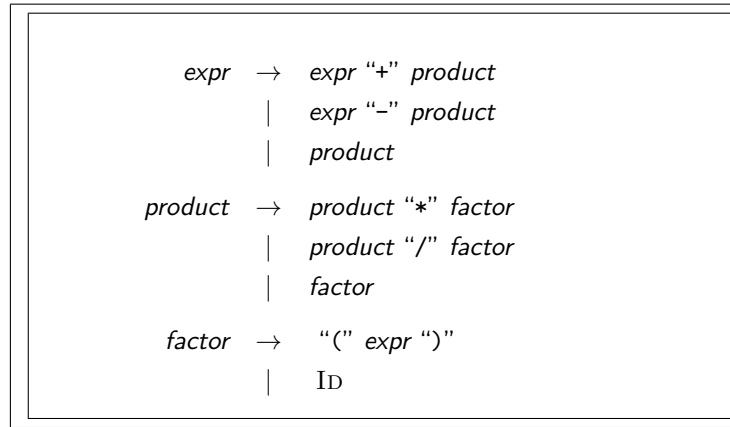 expr → expr “+” product
| expr “-” product
| product
product → product “*” factor
| product “/” factor
| factor
factor → “(” expr “)”
| ID